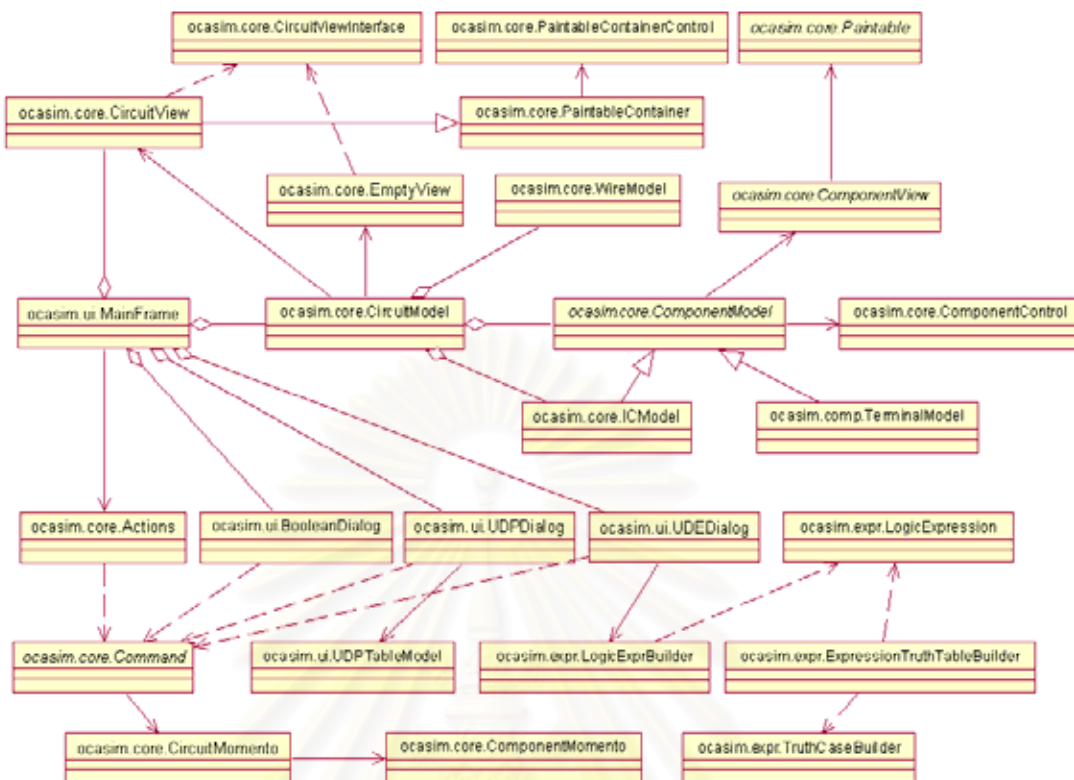 ocasim.core.CircuitViewInterface
ocasim.core.PaintableContainerControl
ocasim.core.Paintable
ocasim.core.CircuitView
ocasim.core.PaintableContainer
ocasim.core.EmptyView
ocasim.core.WireModel
ocasim.core.ComponentView
ocasim.ui.MainFrame
ocasim.core.CircuitModel
ocasim.core.ComponentModel
ocasim.core.ComponentControl
ocasim.core.ICModel
ocasim.comp.TerminalModel
ocasim.core.Actions
ocasim.ui.BooleanDialog
ocasim.ui.UDPDialog
ocasim.ui.UDEDialog
ocasim.expr.LogicExpression
ocasim.core.Command
ocasim.ui.UDPTableModel
ocasim.expr.LogicExprBuilder
ocasim.expr.ExpressionTruthTableBuilder
ocasim.core.CircuitMomento
ocasim.core.ComponentMomento
ocasim.expr.TruthCaseBuilder